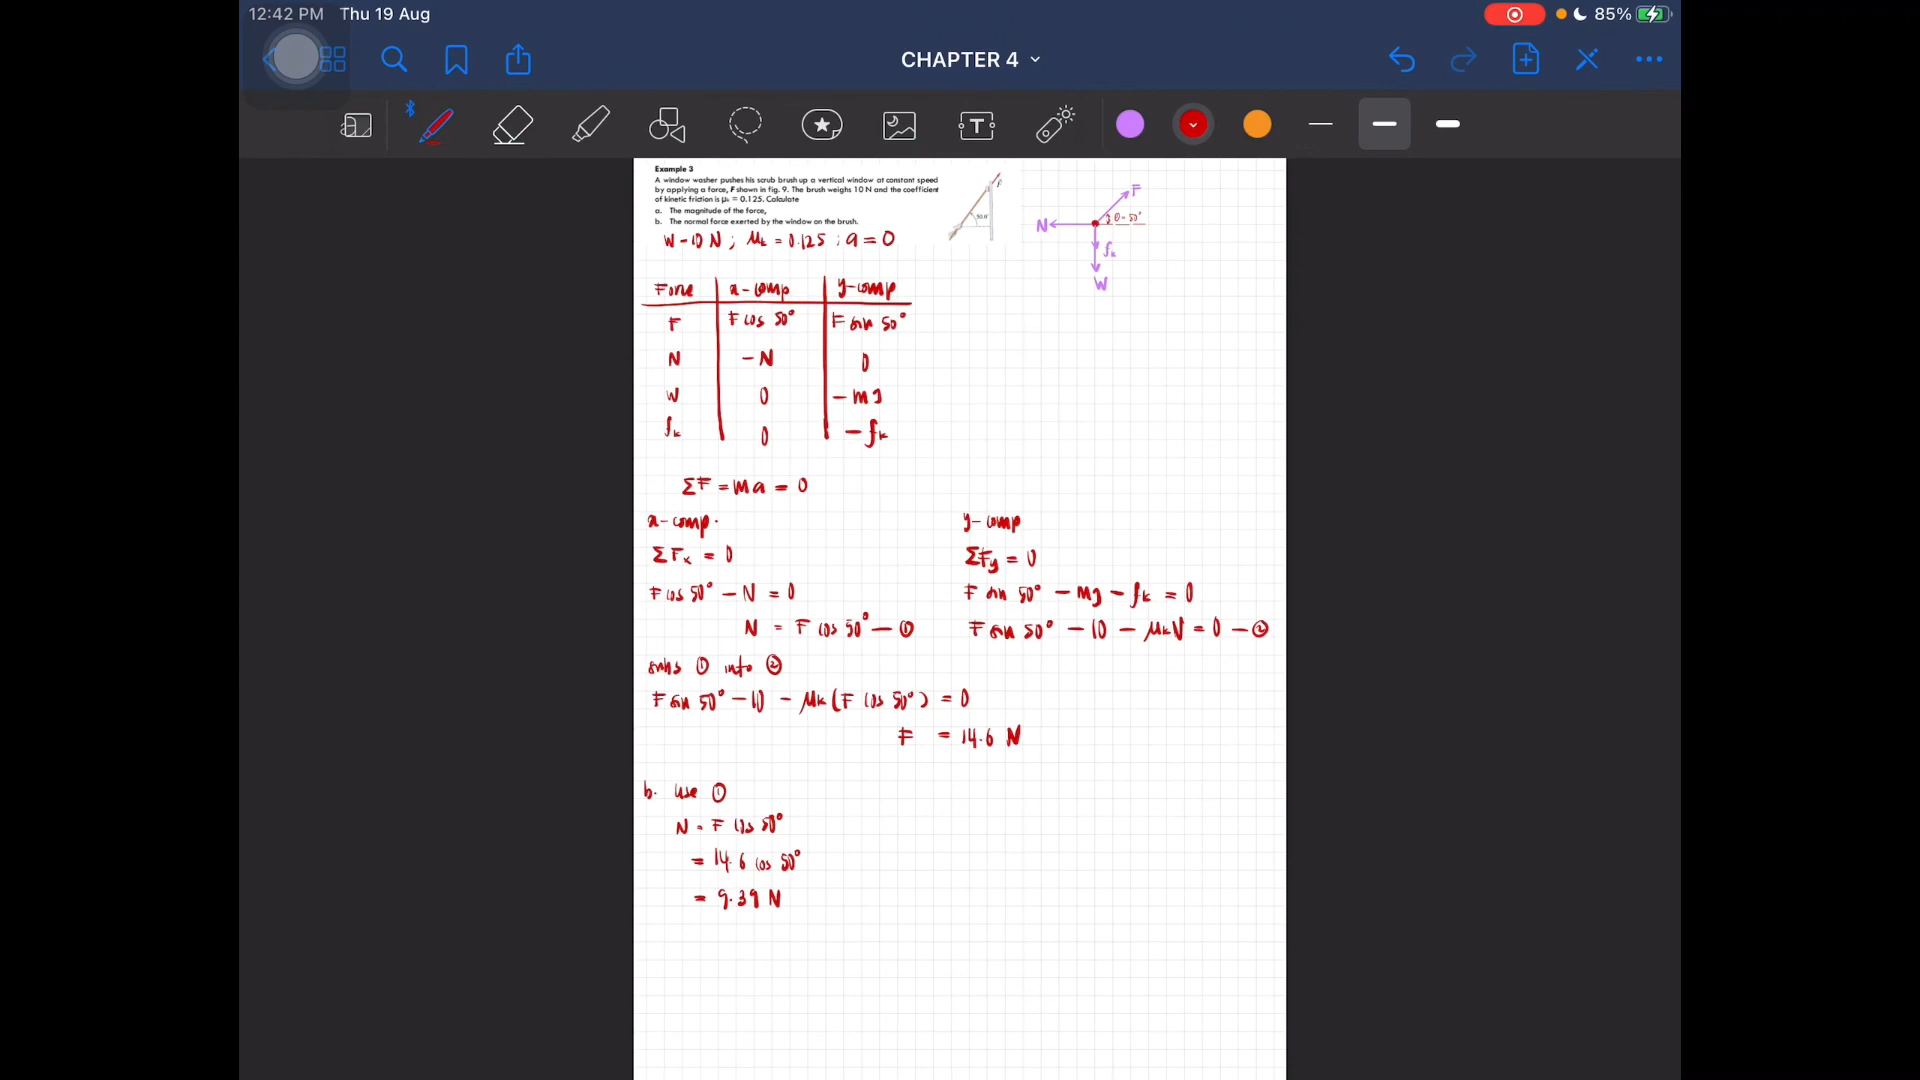 12:42 PM Thu 19 Aug
85%
CHAPTER 4
Example 3
A window washer pushes his scrub brush up a vertical window at constant speed
by applying a force, F shown in fig. 9. The brush weighs 10 N and the coefficient
of kinetic friction is μₖ = 0.125. Calculate
a. The magnitude of the force,
b. The normal force exerted by the window on the brush.
F
50.0°
W = 10 N ; μk = 0.125 ; a = 0
F
N
θ = 50°
fk
W
Force x-comp y-comp
F F cos 50° F sin 50°
N -N 0
W 0 -mg
fk 0 -fk
ΣF = ma = 0
x-comp.
ΣFx = 0
F cos 50° - N = 0
N = F cos 50° - ①
y-comp
ΣFy = 0
F sin 50° - mg - fk = 0
F sin 50° - 10 - μkN = 0 - ②
subs ① into ②
F sin 50° - 10 - μk (F cos 50°) = 0
F = 14.6 N
b. use ①
N = F cos 50°
= 14.6 cos 50°
= 9.39 N